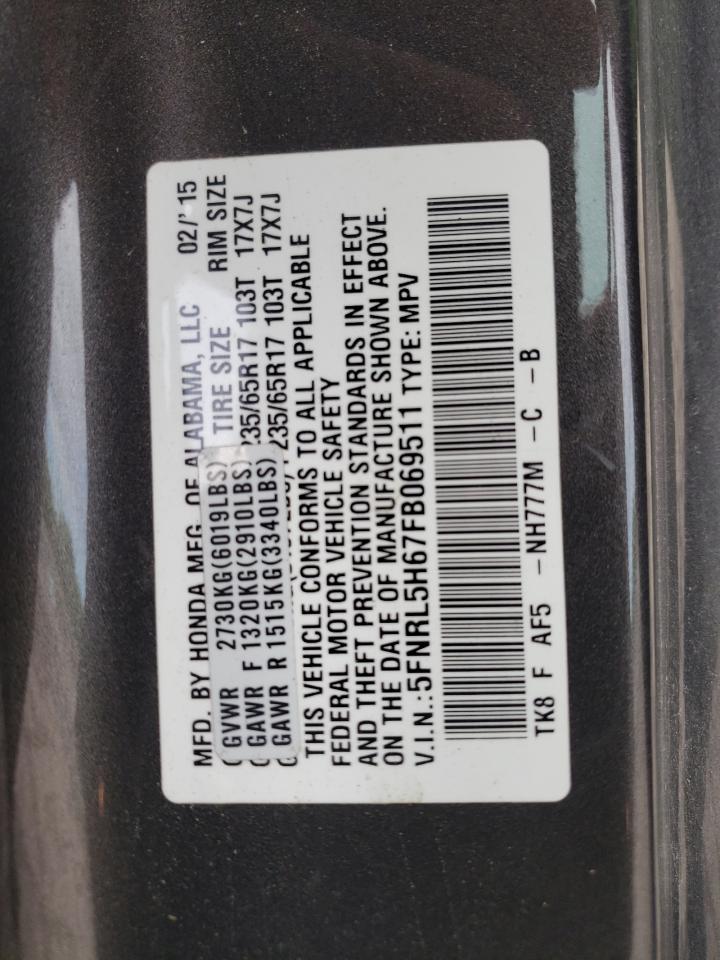 MFD. BY HONDA MFG. OF ALABAMA, LLC 02/'15
GVWR 2730KG(6019LBS) TIRE SIZE RIM SIZE
GAWR F 1320KG(2910LBS) 235/65R17 103T 17X7J
GAWR R 1515KG(3340LBS) 235/65R17 103T 17X7J
THIS VEHICLE CONFORMS TO ALL APPLICABLE
FEDERAL MOTOR VEHICLE SAFETY
AND THEFT PREVENTION STANDARDS IN EFFECT
ON THE DATE OF MANUFACTURE SHOWN ABOVE.
V.I.N.:5FNRL5H67FB069511 TYPE: MPV
TK8 F AF5 -NH777M -C -B